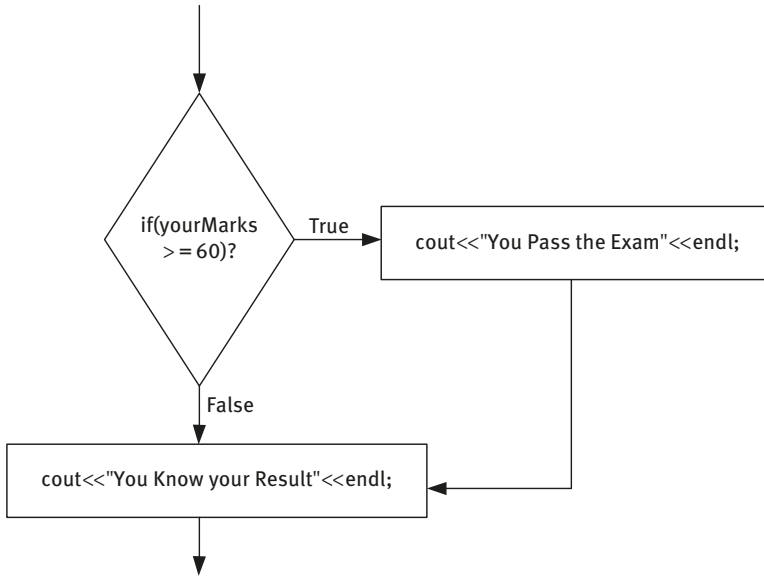 if(yourMarks
>=60)?
True
cout<<"You Pass the Exam"<<endl;
False
cout<<"You Know your Result"<<endl;